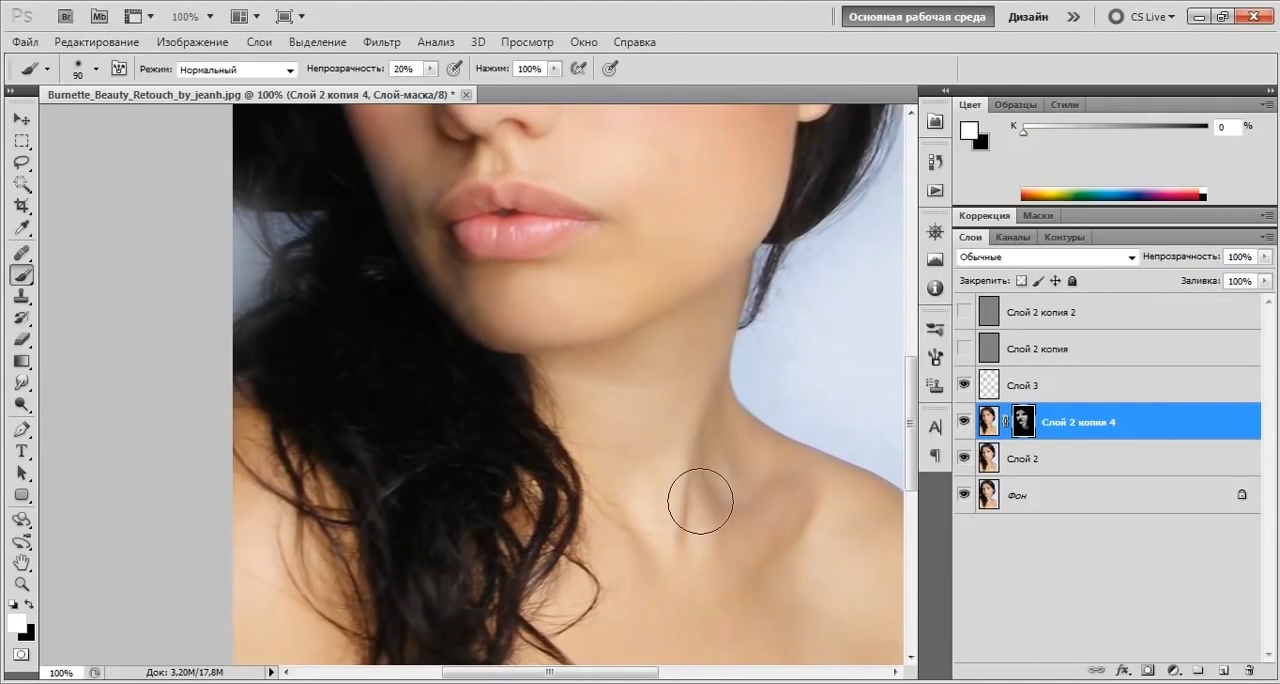 Ps Br Mb 100% Основная рабочая среда Дизайн CS Live
Файл Редактирование Изображение Слои Выделение Фильтр Анализ 3D Просмотр Окно Справка
90 Режим: Нормальный Непрозрачность: 20% Нажим: 100%
Burnette_Beauty_Retouch_by_jeanh.jpg @ 100% (Слой 2 копия 4, Слой-маска/8) *
Цвет Образцы Стили
K 0 %
Коррекция Маски
Слои Каналы Контуры
Обычные Непрозрачность: 100%
Закрепить: Заливка: 100%
Слой 2 копия 2
Слой 2 копия
Слой 3
Слой 2 копия 4
Слой 2
Фон
100% Док: 3,20M/17,8M